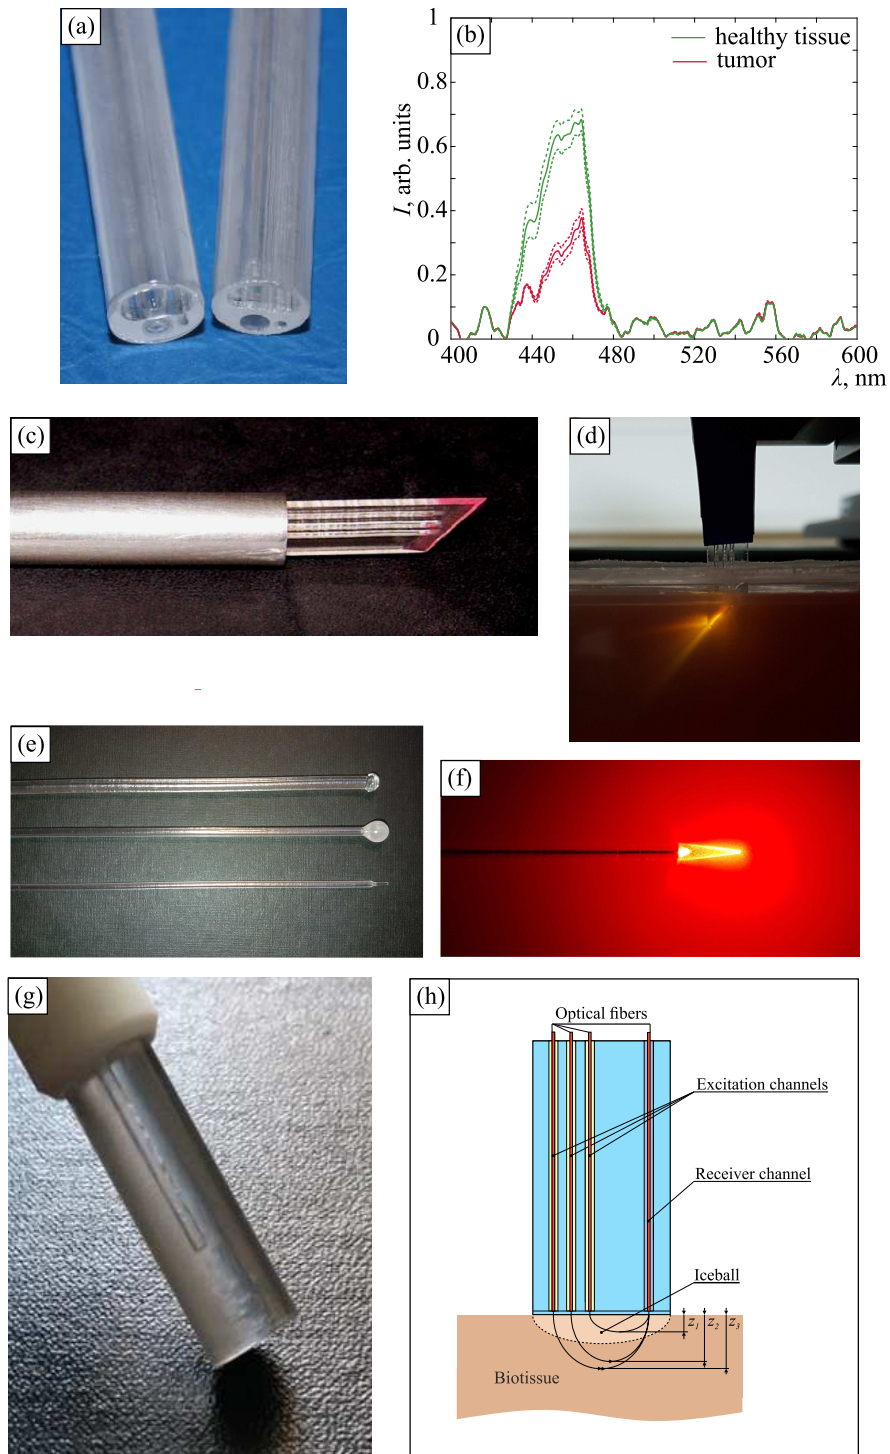 (a)
(b)
healthy tissue
tumor
I, arb. units
1
0.8
0.6
0.4
0.2
0
400
440
480
520
560
600
λ, nm
(c)
(d)
(e)
(f)
(g)
(h)
Optical fibers
Excitation channels
Receiver channel
Iceball
z1 z2 z3
Biotissue